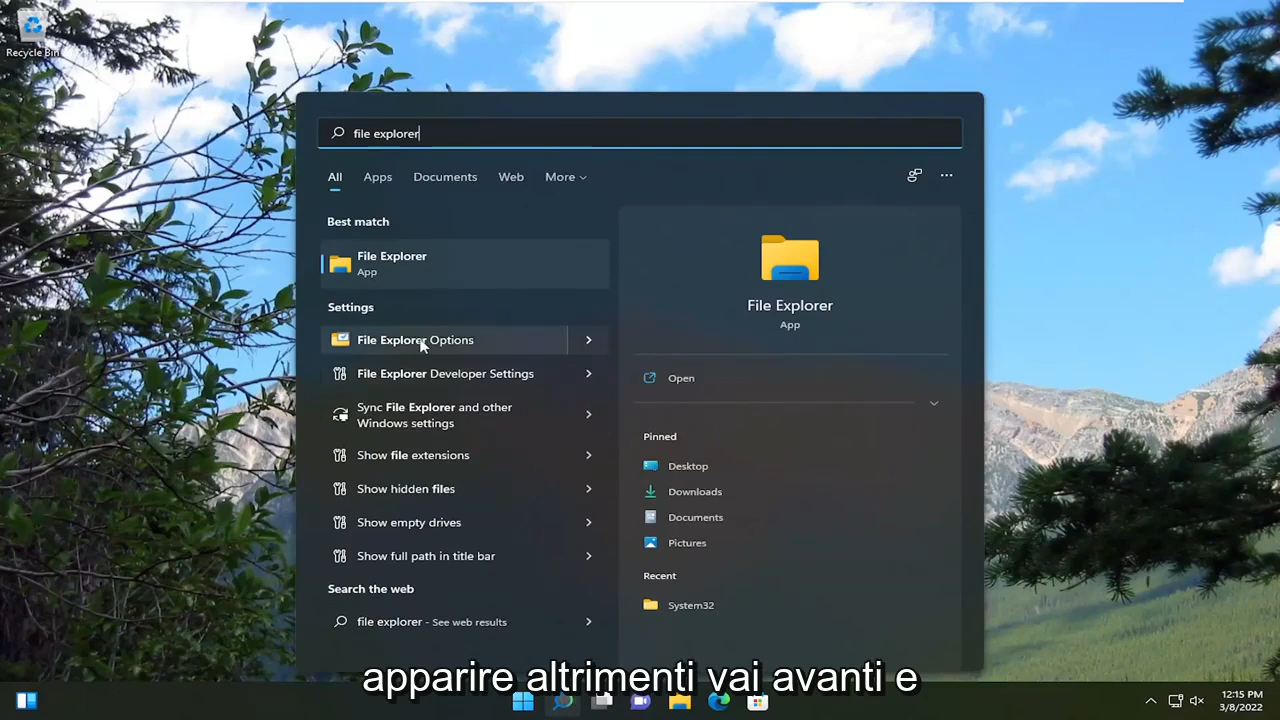 Recycle Bin
file explorer
All Apps Documents Web More
Best match
File Explorer
App
Settings
File Explorer Options
File Explorer Developer Settings
Sync File Explorer and other
Windows settings
Show file extensions
Show hidden files
Show empty drives
Show full path in title bar
Search the web
file explorer - See web results
File Explorer
App
Open
Pinned
Desktop
Downloads
Documents
Pictures
Recent
System32
apparire altrimenti vai avanti e
12:15 PM
3/8/2022